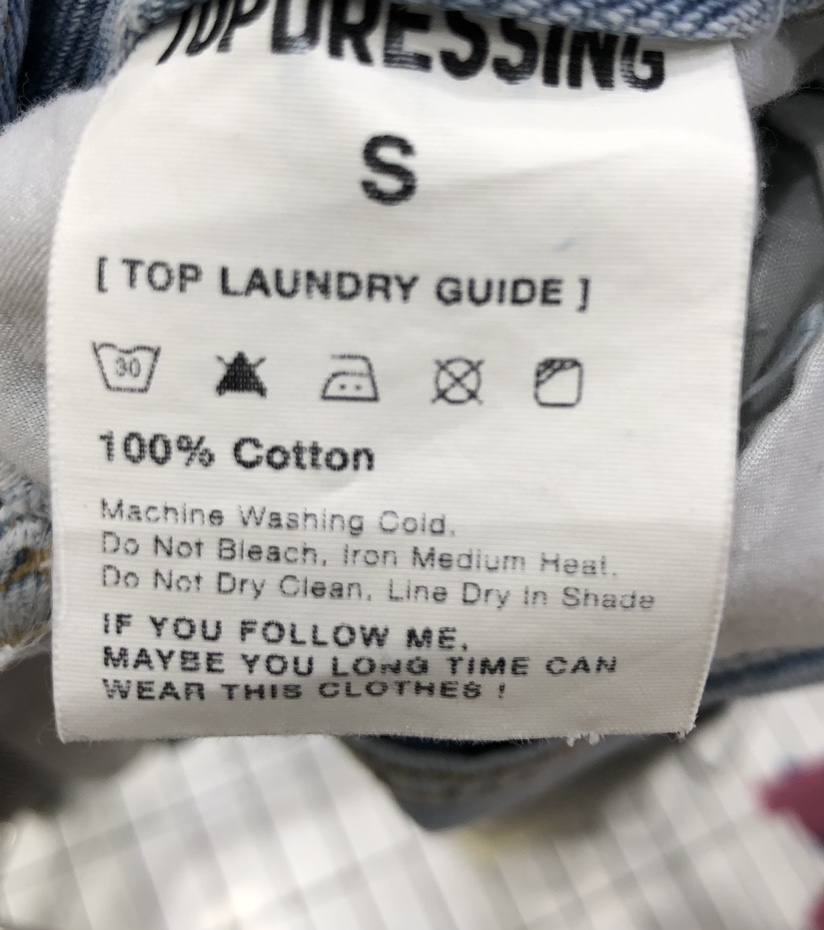 TOPDRESSING
S
[ TOP LAUNDRY GUIDE ]
30
100% Cotton
Machine Washing Cold.
Do Not Bleach, Iron Medium Heat.
Do Not Dry Clean, Line Dry In Shade
IF YOU FOLLOW ME,
MAYBE YOU LONG TIME CAN
WEAR THIS CLOTHES !